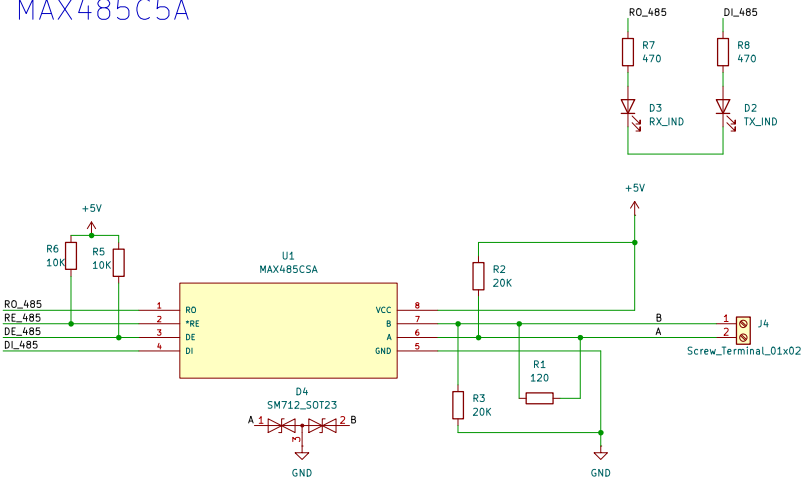 MAX485C5A
RO_485
DI_485
R7
470
R8
470
D3
RX_IND
D2
TX_IND
+5V
+5V
R6
10K
R5
10K
U1
MAX485CSA
R2
20K
RO_485
1
RO
VCC
8
RE_485
2
*RE
B
7
B
1
J4
DE_485
3
DE
A
6
A
2
DI_485
4
DI
GND
5
Screw_Terminal_01x02
R1
120
D4
SM712_SOT23
R3
20K
A
1
2
B
3
GND
GND